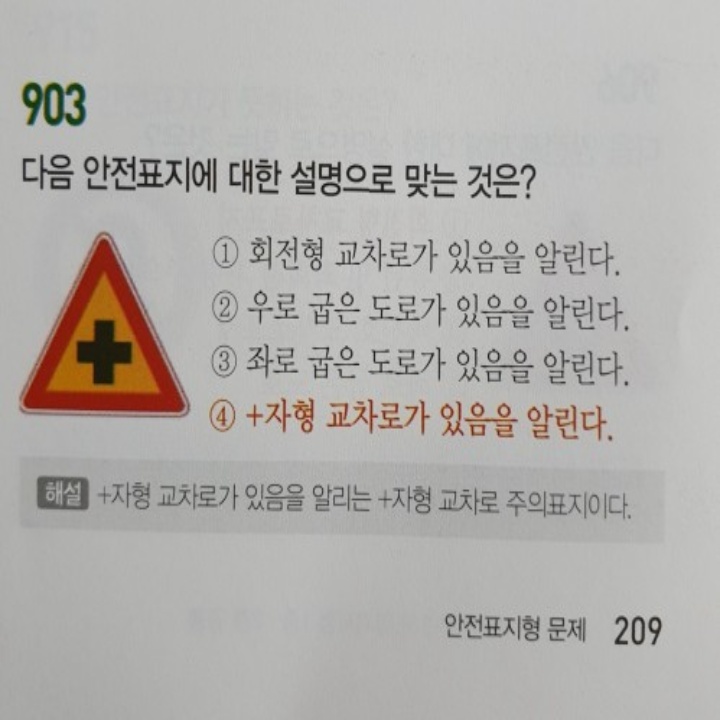 903
다음 안전표지에 대한 설명으로 맞는 것은?
① 회전형 교차로가 있음을 알린다.
② 우로 굽은 도로가 있음을 알린다.
③ 좌로 굽은 도로가 있음을 알린다.
④ +자형 교차로가 있음을 알린다.
해설 +자형 교차로가 있음을 알리는 +자형 교차로 주의표지이다.
안전표지형 문제 209